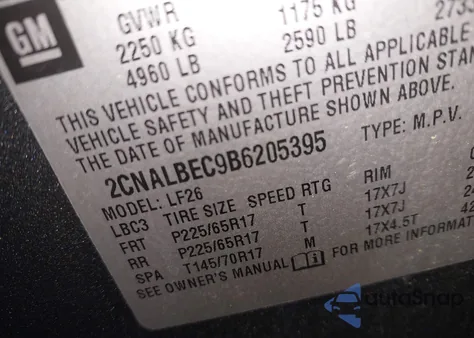 GM
GVWR
2250 KG 1175 KG
4960 LB 2590 LB 2733
THIS VEHICLE CONFORMS TO ALL APPLICABLE
VEHICLE SAFETY AND THEFT PREVENTION STAN
THE DATE OF MANUFACTURE SHOWN ABOVE.
2CNALBEC9B6205395 TYPE: M.P.V.
MODEL: LF26
LBC3 TIRE SIZE SPEED RTG RIM
FRT P225/65R17 T 17X7J
RR P225/65R17 T 17X7J
SPA T145/70R17 M 17X4.5T
SEE OWNER'S MANUAL FOR MORE INFORMAT
autoSnap